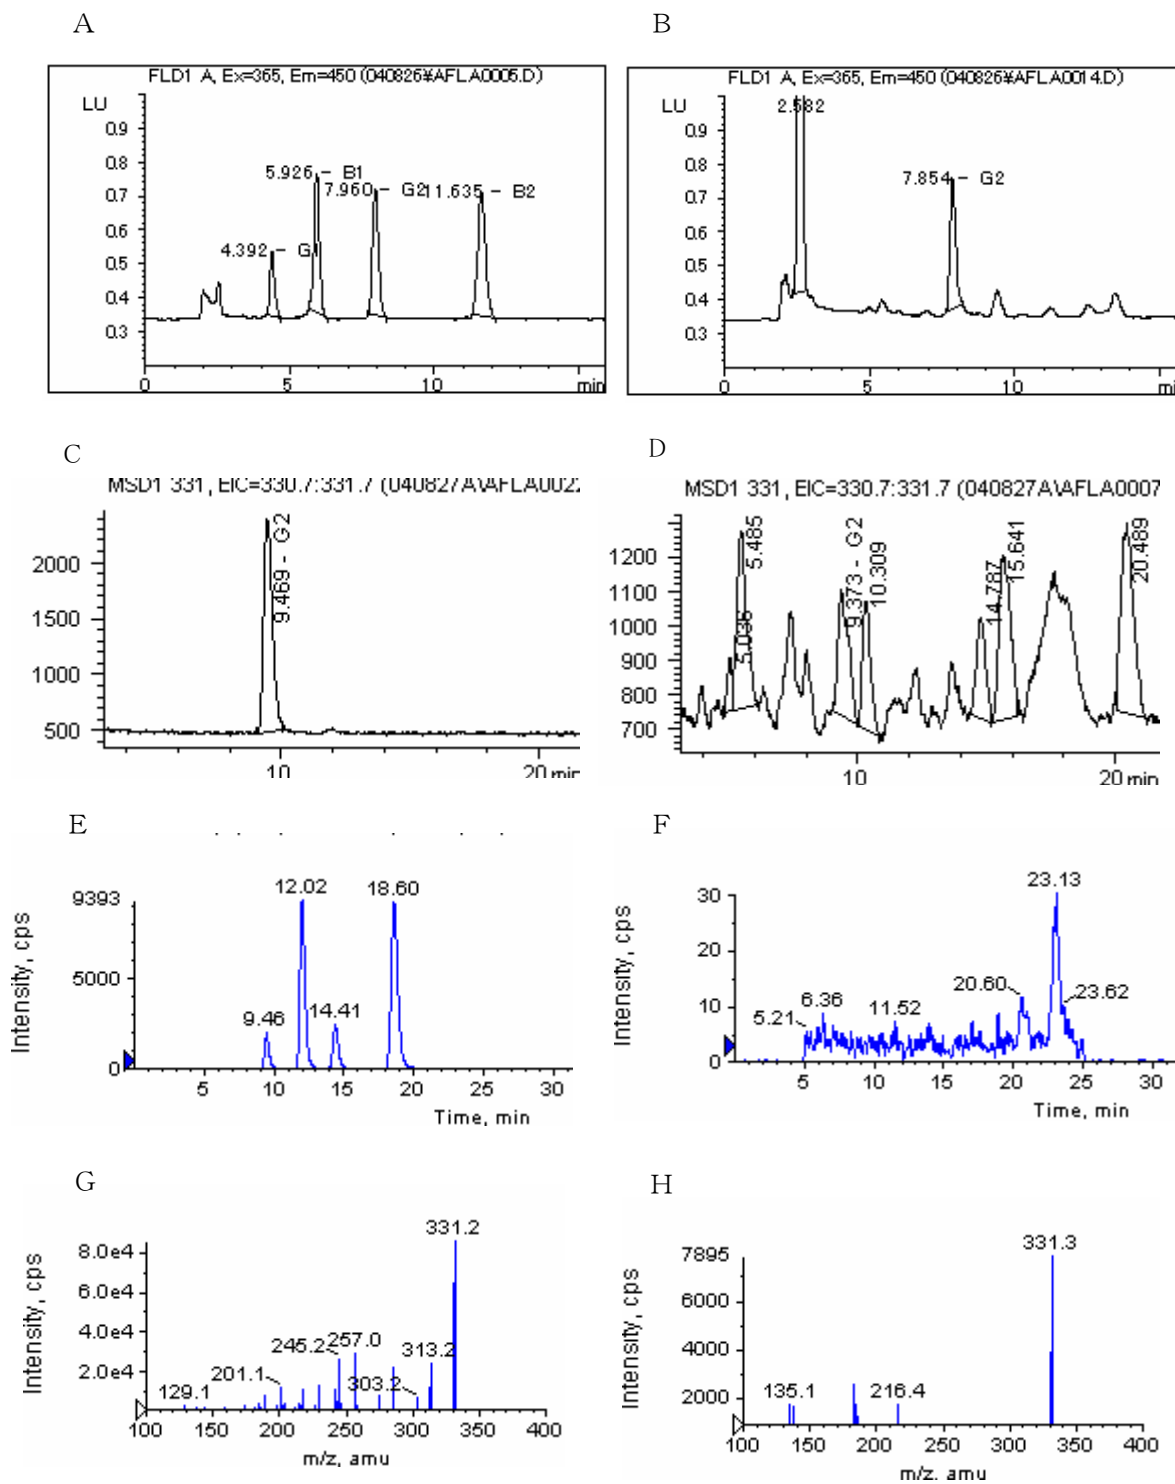 A
FLD1 A, Ex=365, Em=450 (040826¥AFLA0005.D)
LU
0.9
0.8
0.7
0.6
0.5
0.4
0.3
4.392 - G
5.926 - B1
7.960 - G2
11.635 - B2
0
5
10
min
B
FLD1 A, Ex=365, Em=450 (040826¥AFLA0014.D)
LU
0.9
0.8
0.7
0.6
0.5
0.4
0.3
2.582
7.854 - G2
0
5
10
mi
C
MSD1 331, EIC=330.7:331.7 (040827A\AFLA0022
2000
1500
1000
500
9.469 - G2
10
20 min
D
MSD1 331, EIC=330.7:331.7 (040827A\AFLA0007
1200
1100
1000
900
800
700
5.036
5.485
9.373 - G2
10.309
14.787
15.641
20.489
10
20 min
E
Intensity, cps
9393
5000
0
9.46
12.02
14.41
18.60
5
10
15
20
25
30
Time, min
F
Intensity, cps
30
20
10
0
5.21
6.36
11.52
20.60
23.13
23.62
5
10
15
20
25
30
Time, min
G
Intensity, cps
8.0e4
6.0e4
4.0e4
2.0e4
129.1
201.1
245.2
257.0
303.2
313.2
331.2
100
150
200
250
300
350
400
m/z, amu
H
Intensity, cps
7895
6000
4000
2000
135.1
216.4
331.3
100
150
200
250
300
350
400
m/z, amu